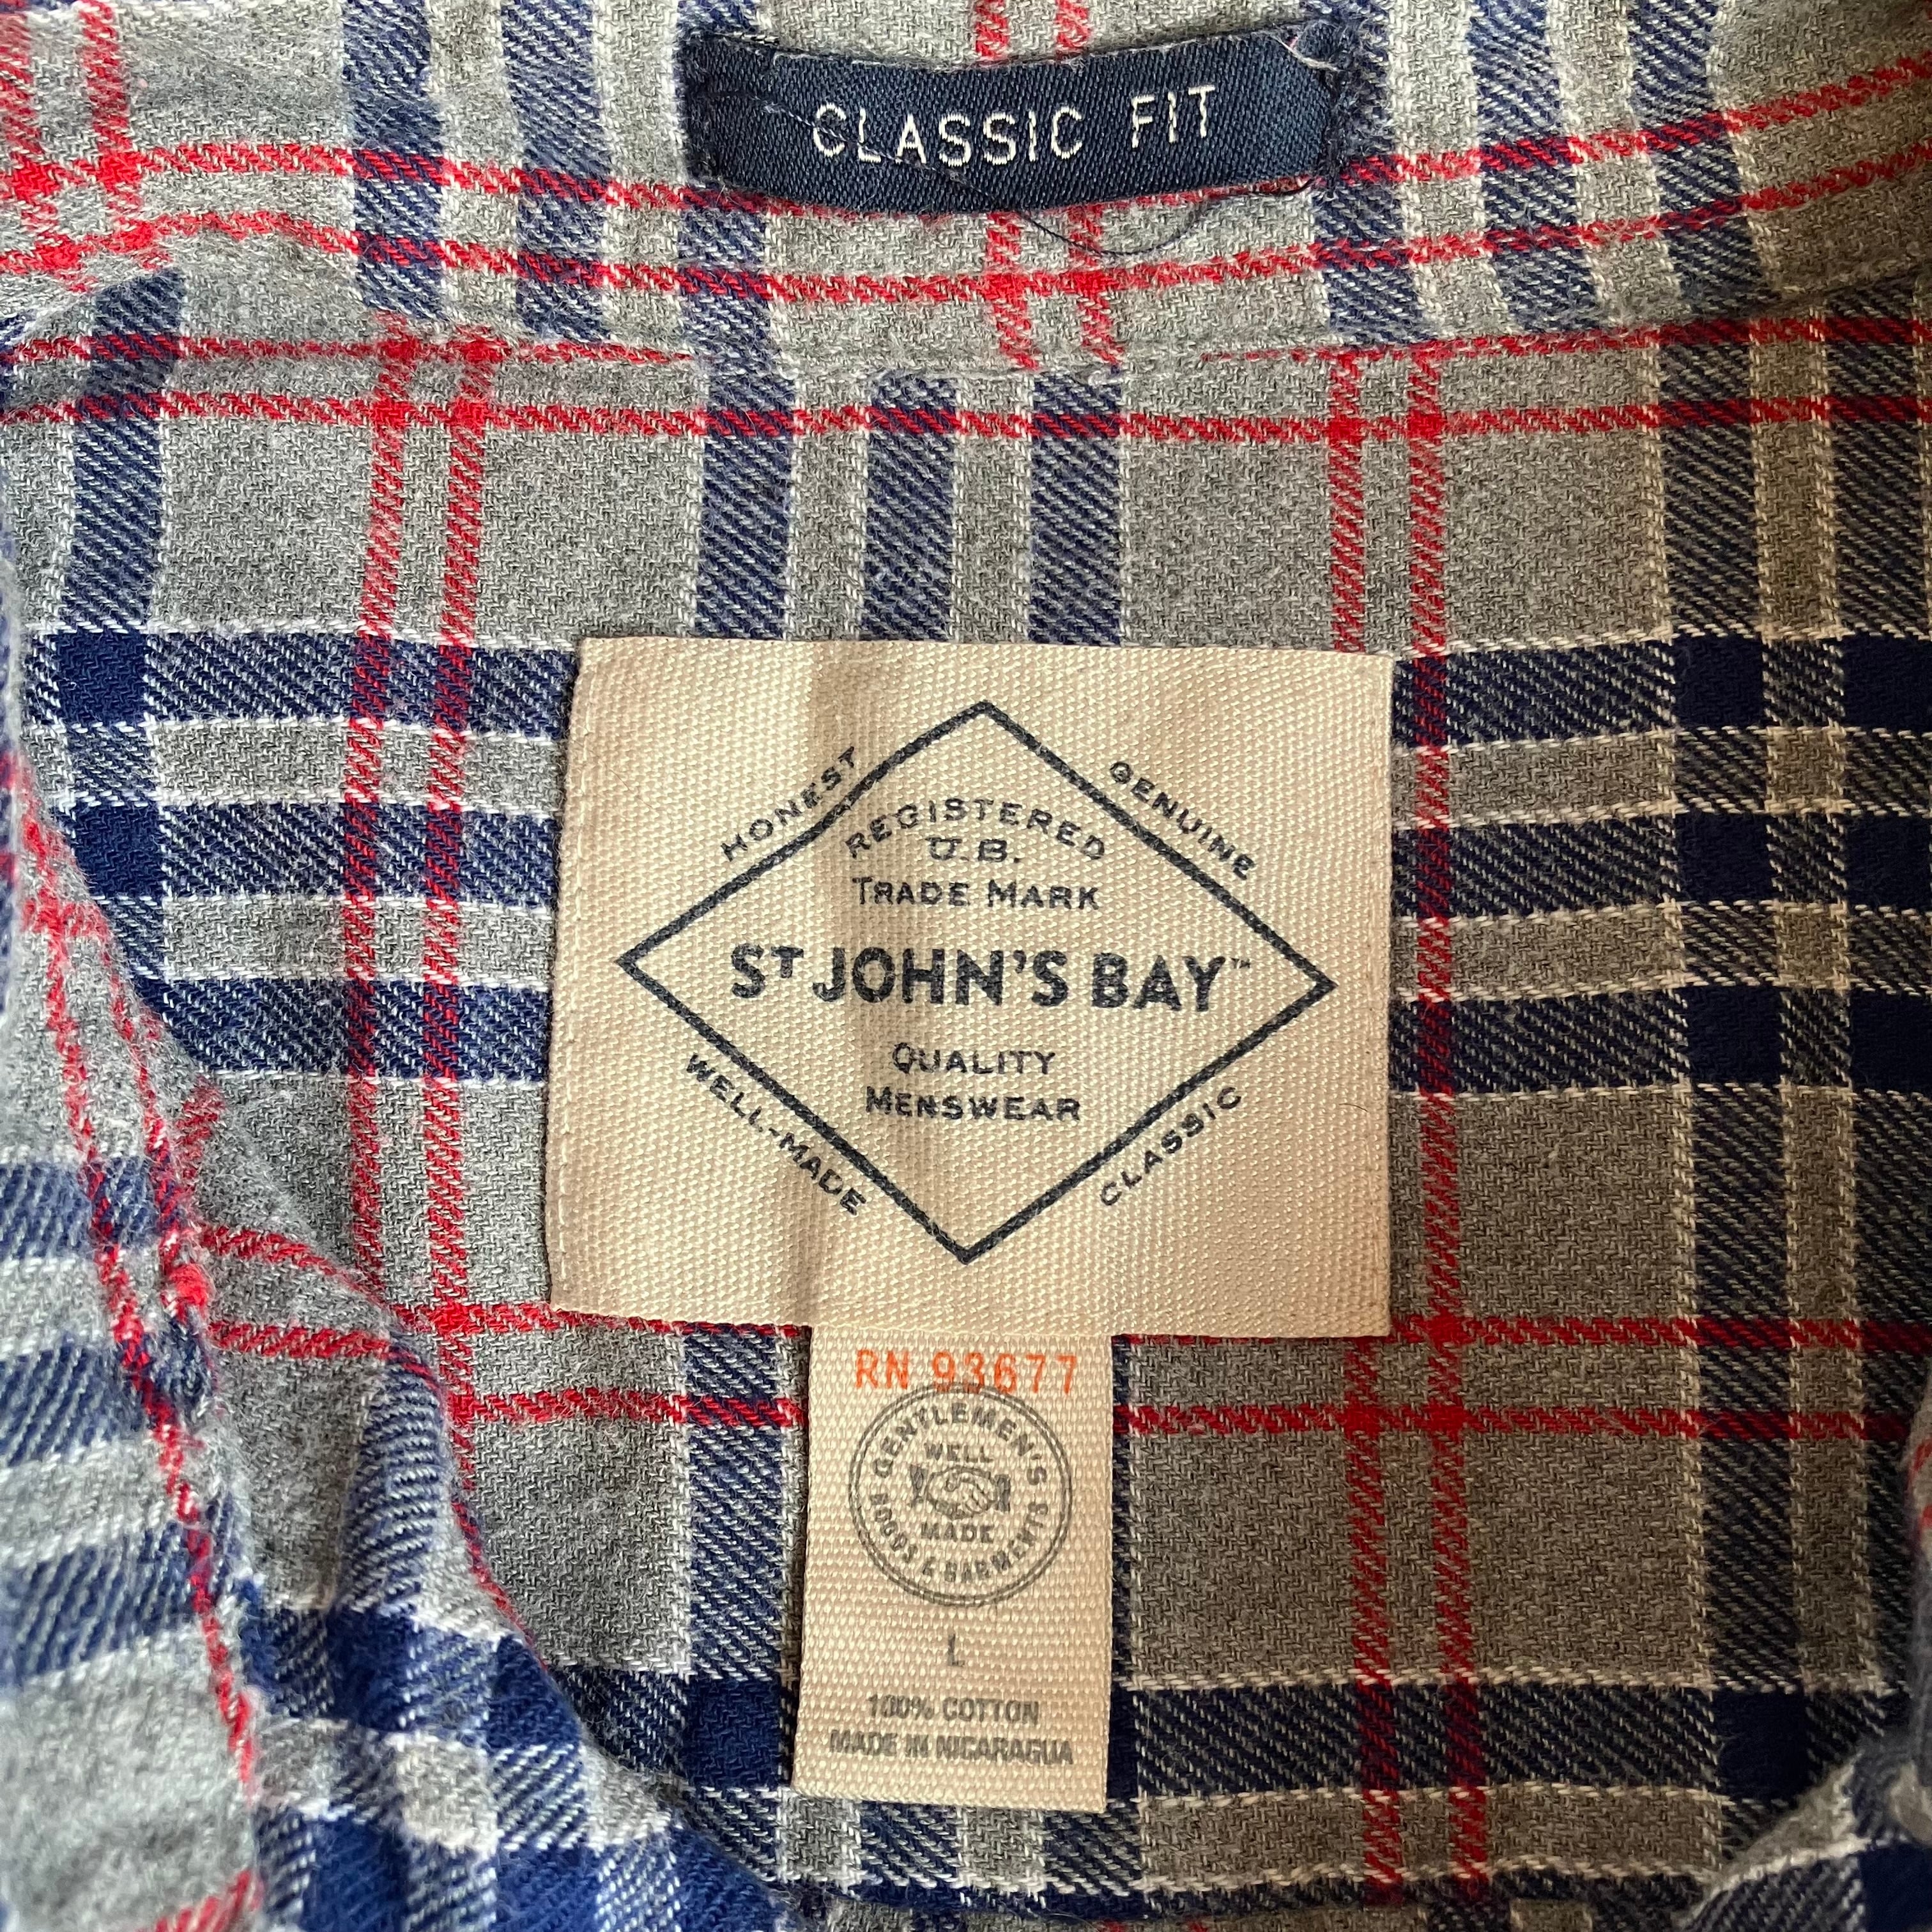 CLASSIC FIT
HONEST
GENUINE
REGISTERED
U.B.
TRADE MARK
ST JOHN'S BAY™
QUALITY
MENSWEAR
WELL-MADE
CLASSIC
RN 93677
GENTLEMEN'S
WELL
MADE
GOODS & GARMENTS
L
100% COTTON
MADE IN NICARAGUA